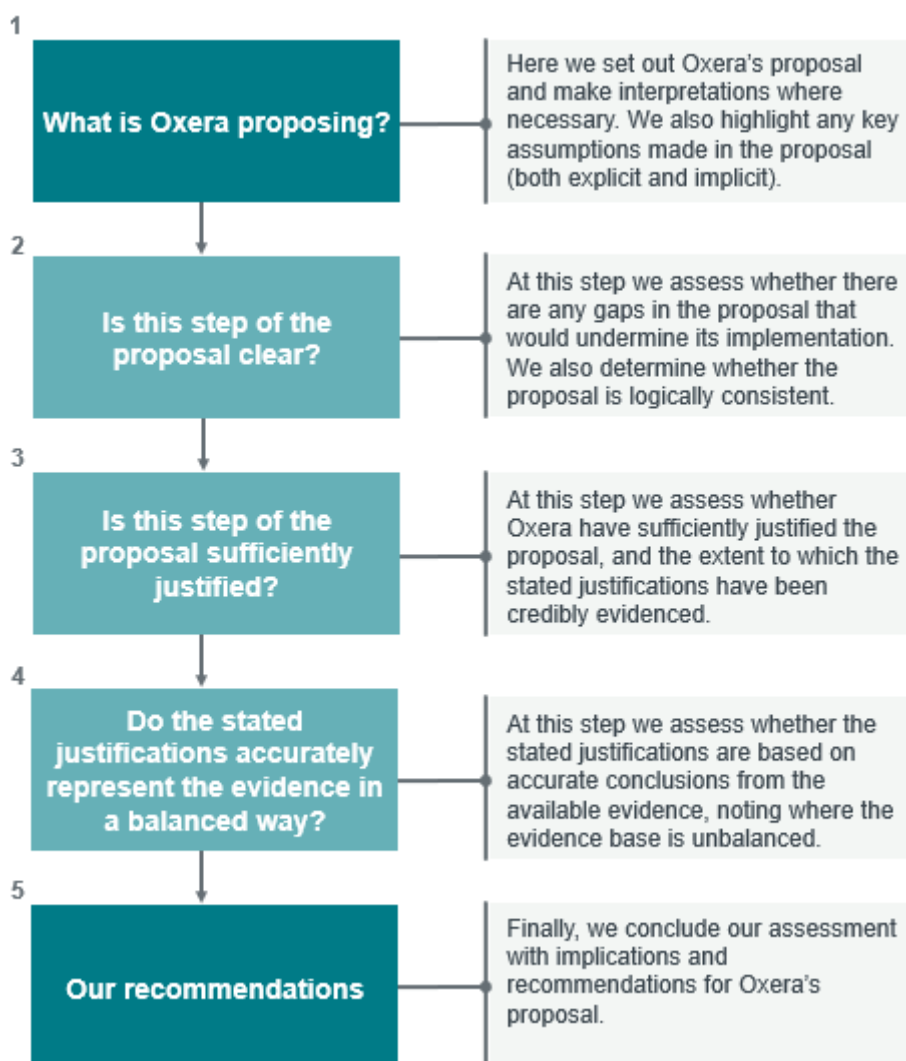 1
What is Oxera proposing?
Here we set out Oxera's proposal
and make interpretations where
necessary. We also highlight any key
assumptions made in the proposal
(both explicit and implicit).
2
Is this step of the
proposal clear?
At this step we assess whether there
are any gaps in the proposal that
would undermine its implementation.
We also determine whether the
proposal is logically consistent.
3
Is this step of the
proposal sufficiently
justified?
At this step we assess whether
Oxera have sufficiently justified the
proposal, and the extent to which the
stated justifications have been
credibly evidenced.
4
Do the stated
justifications accurately
represent the evidence in
a balanced way?
At this step we assess whether the
stated justifications are based on
accurate conclusions from the
available evidence, noting where the
evidence base is unbalanced.
5
Our recommendations
Finally, we conclude our assessment
with implications and
recommendations for Oxera's
proposal.